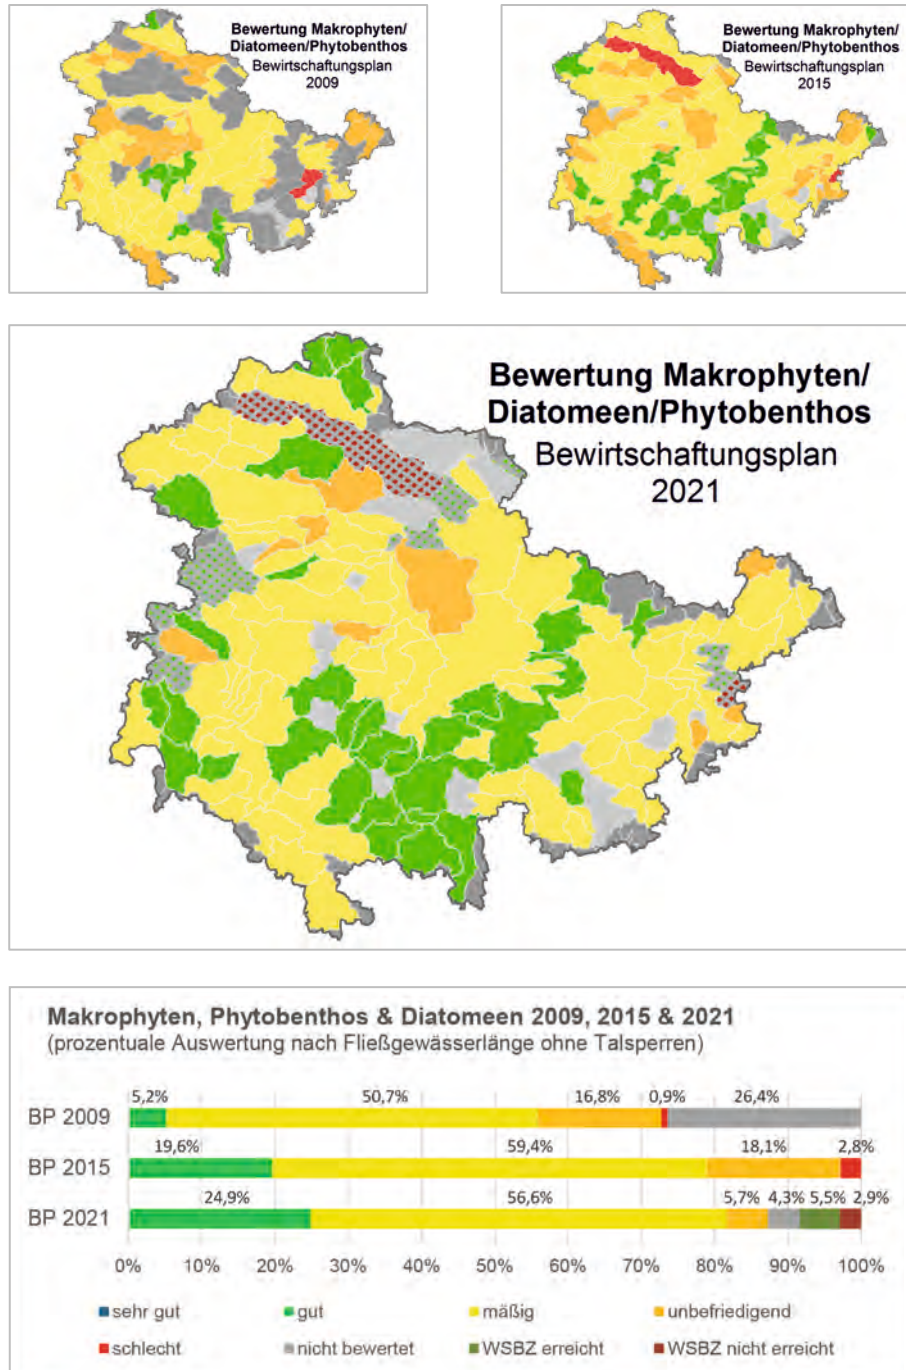 Bewertung Makrophyten/
Diatomeen/Phytobenthos
Bewirtschaftungsplan
2009
Bewertung Makrophyten/
Diatomeen/Phytobenthos
Bewirtschaftungsplan
2015
Bewertung Makrophyten/
Diatomeen/Phytobenthos
Bewirtschaftungsplan
2021
Makrophyten, Phytobenthos & Diatomeen 2009, 2015 & 2021
(prozentuale Auswertung nach Fließgewässerlänge ohne Talsperren)
5,2% 50,7% 16,8% 0,9% 26,4%
BP 2009
19,6% 59,4% 18,1% 2,8%
BP 2015
24,9% 56,6% 5,7% 4,3% 5,5% 2,9%
BP 2021
0% 10% 20% 30% 40% 50% 60% 70% 80% 90% 100%
sehr gut gut mäßig unbefriedigend
schlecht nicht bewertet WSBZ erreicht WSBZ nicht erreicht